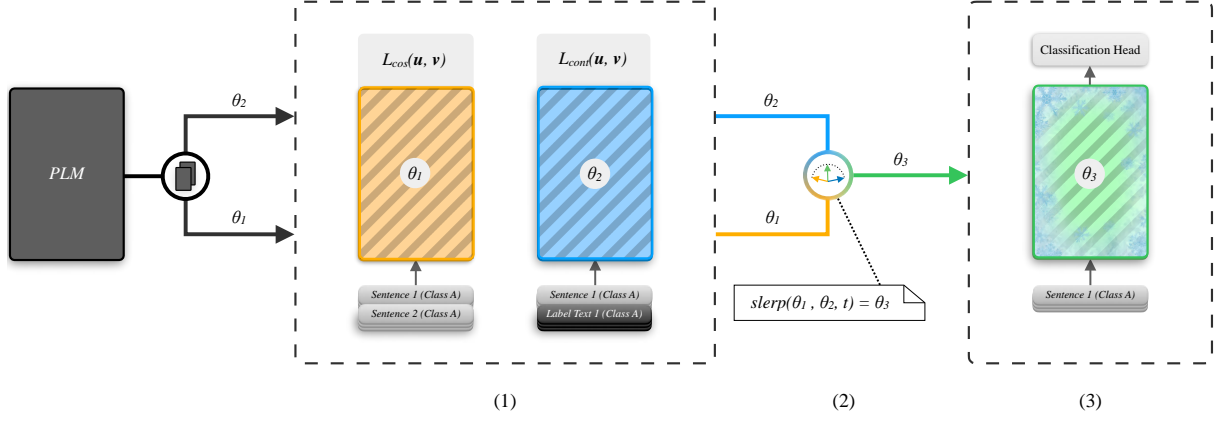 PLM
θ2
θ1
Lcos(u, v)
θ1
Sentence 1 (Class A)
Sentence 2 (Class A)
Lcont(u, v)
θ2
Sentence 1 (Class A)
Label Text 1 (Class A)
(1)
θ2
θ1
θ3
slerp(θ1 , θ2, t) = θ3
(2)
Classification Head
θ3
Sentence 1 (Class A)
(3)